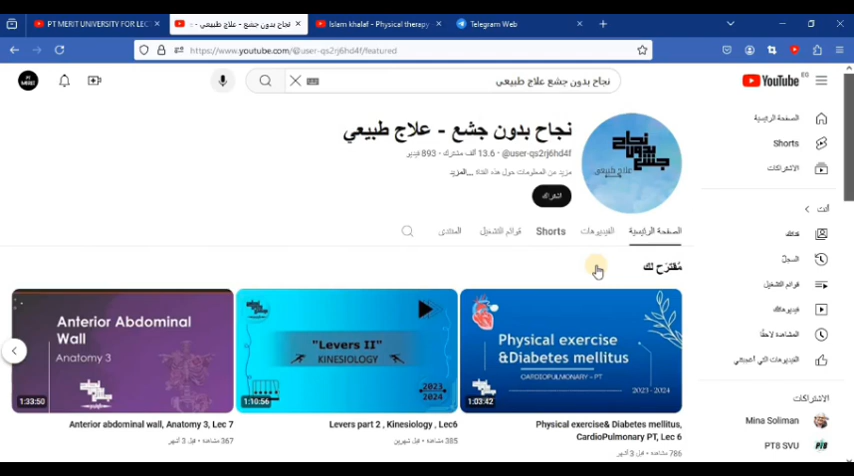 PT MERIT UNIVERSITY FOR LEC
نجاح بدون جشع - علاج طبيعي
Islam khalaf - Physical therapy
Telegram Web
https://www.youtube.com/@user-qs2rj6hd4f/featured
نجاح بدون جشع علاج طبيعي
YouTube EG
الصفحة الرئيسية
Shorts
الاشتراكات
أنت
قناتك
السجلّ
قوائم التشغيل
فيديوهاتك
المشاهدة لاحقًا
الفيديوهات التي أعجبتني
الاشتراكات
Mina Soliman
PT8 SVU
نجاح بدون جشع
علاج طبيعي
نجاح بدون جشع - علاج طبيعي
@user-qs2rj6hd4f • 13.6 ألف مشترك • 893 فيديو
مزيد من المعلومات حول هذه القناة ...المزيد
اشتراك
الصفحة الرئيسية
الفيديوهات
Shorts
قوائم التشغيل
المنتدى
مُقترَح لك
Physical exercise
&Diabetes mellitus
CARDIOPULMONARY - PT
2023 - 2024
1:03:42
Physical exercise& Diabetes mellitus,
CardioPulmonary PT, Lec 6
786 مشاهدة • قبل 3 أشهر
"Levers II"
KINESIOLOGY
2023
2024
1:10:56
Levers part 2 , Kinesiology , Lec6
385 مشاهدة • قبل شهرين
Anterior Abdominal
Wall
Anatomy 3
1:33:50
Anterior abdominal wall, Anatomy 3, Lec 7
367 مشاهدة • قبل 3 أشهر